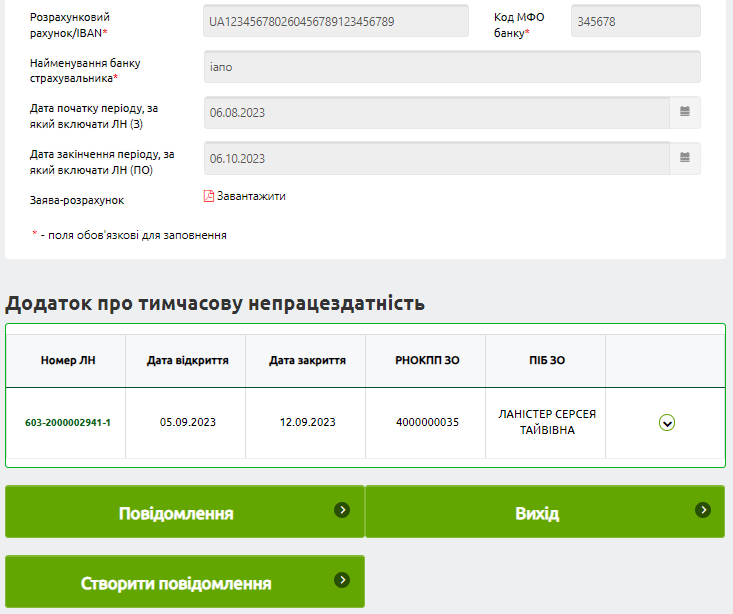 Розрахунковий
рахунок/IBAN*
UA123456780260456789123456789
Код МФО
банку*
345678
Найменування банку
страхувальника*
іапо
Дата початку періоду, за
який включати ЛН (З)
06.08.2023
Дата закінчення періоду, за
який включати ЛН (ПО)
06.10.2023
Заява-розрахунок
Завантажити
* - поля обов'язкові для заповнення
Додаток про тимчасову непрацездатність
Номер ЛН
Дата відкриття
Дата закриття
РНОКПП ЗО
ПІБ ЗО
603-2000002941-1
05.09.2023
12.09.2023
4000000035
ЛАНІСТЕР СЕРСЕЯ
ТАЙВІВНА
Повідомлення
Вихід
Створити повідомлення